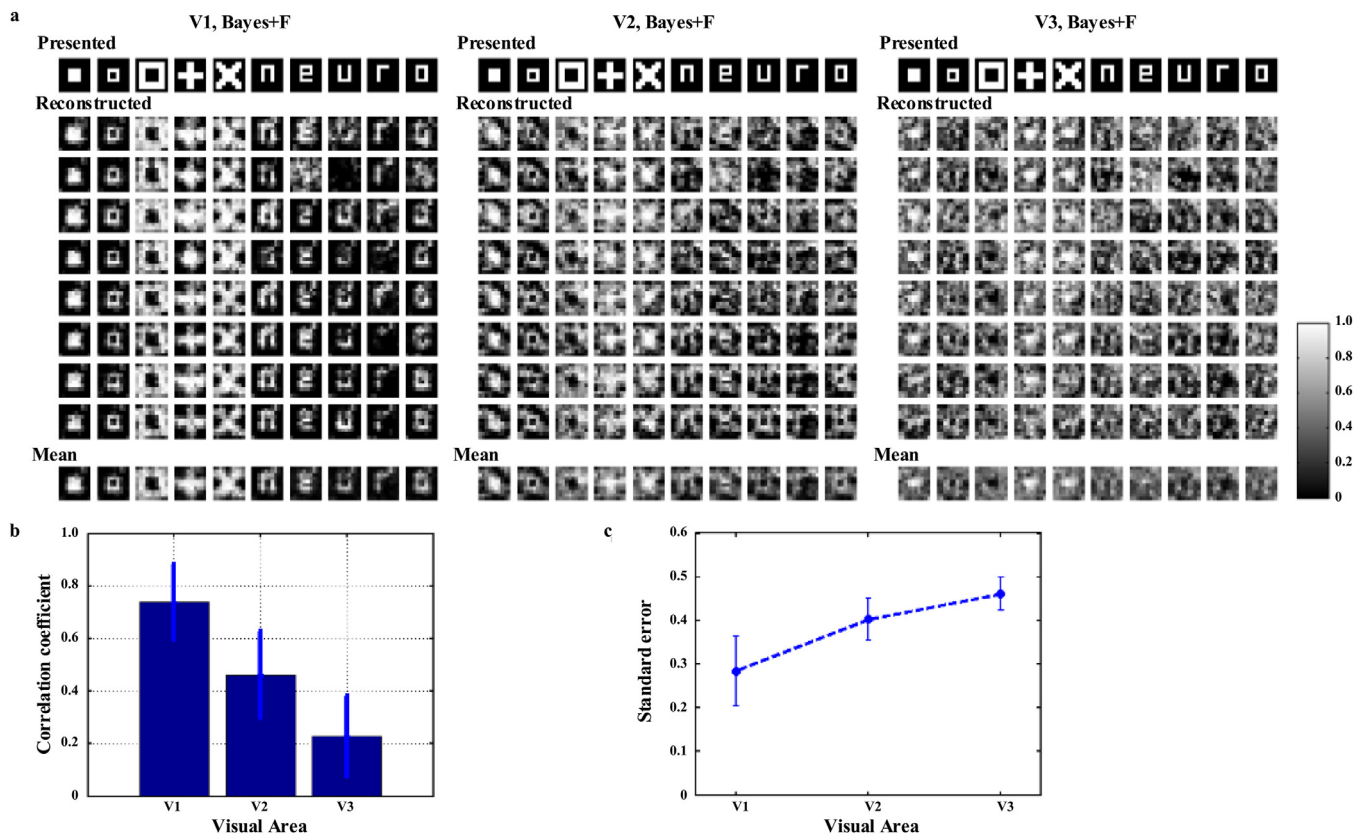 a
V1, Bayes+F
V2, Bayes+F
V3, Bayes+F
Presented
Presented
Presented
n e u r o
n e u r o
n e u r o
Reconstructed
Reconstructed
Reconstructed
1.0
0.8
0.6
0.4
0.2
0
Mean
Mean
Mean
b
1.0
0.8
0.6
0.4
0.2
0
Correlation coefficient
V1
V2
V3
Visual Area
c
0.6
0.5
0.4
0.3
0.2
0.1
0
Standard error
V1
V2
V3
Visual Area